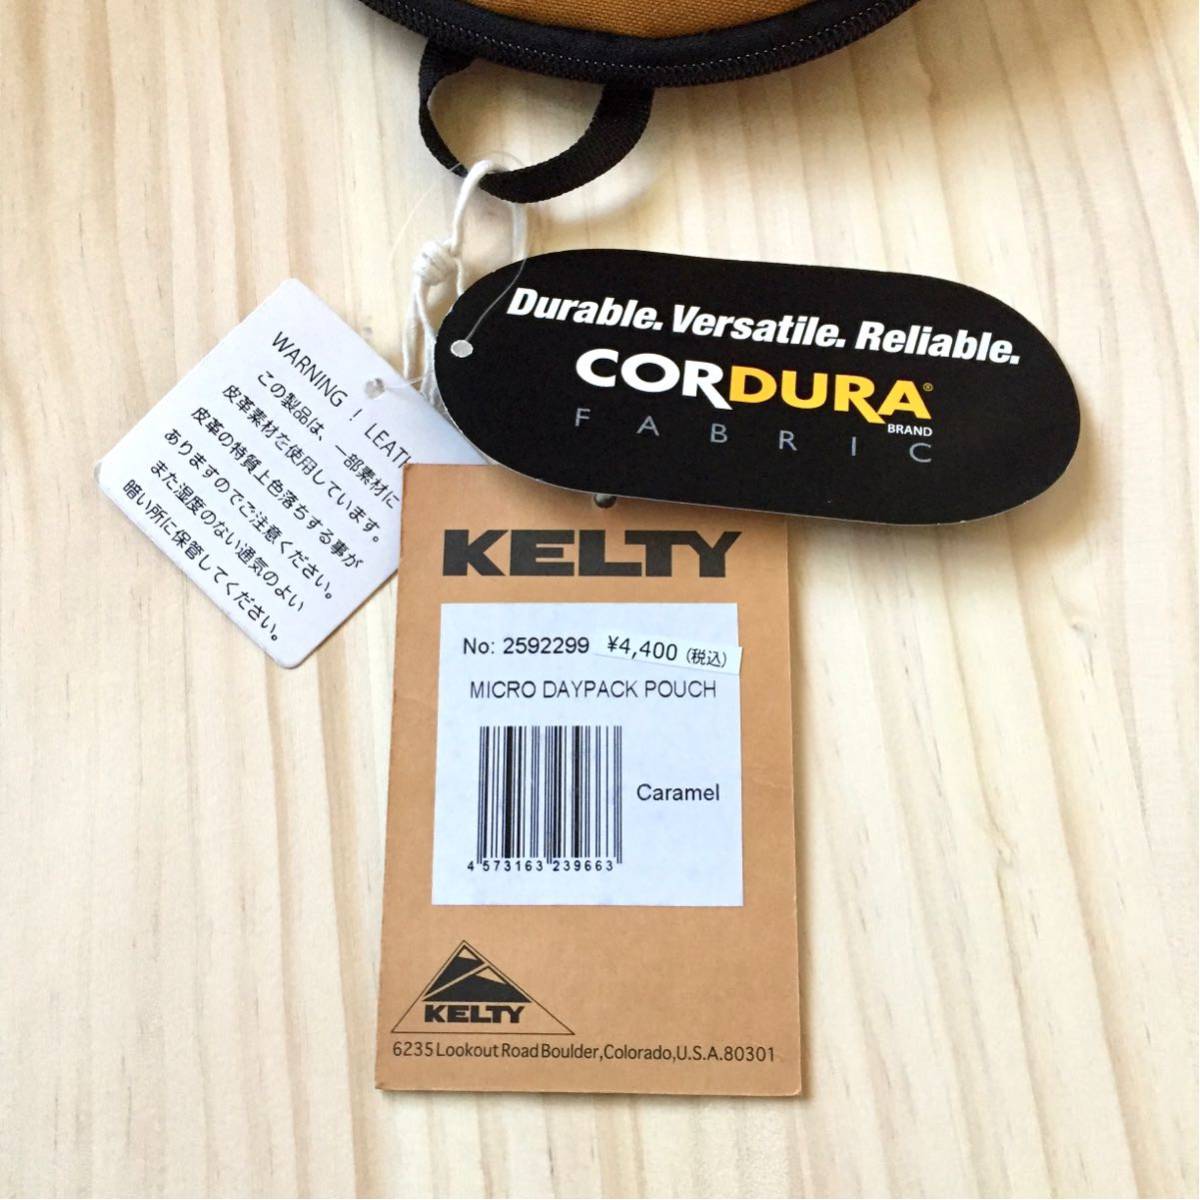 Durable. Versatile. Reliable.
CORDURA®
BRAND
FABRIC
WARNING !
この製品は、一部素材に
皮革素材を使用しています。
皮革の特質上色落ちする事が
ありますのでご注意ください。
また湿度のない通気のよい
暗い所に保管してください。
KELTY
No: 2592299 ¥4,400 (税込)
MICRO DAYPACK POUCH
Caramel
4 573163 239663
KELTY
6235 Lookout Road Boulder, Colorado, U.S.A. 80301